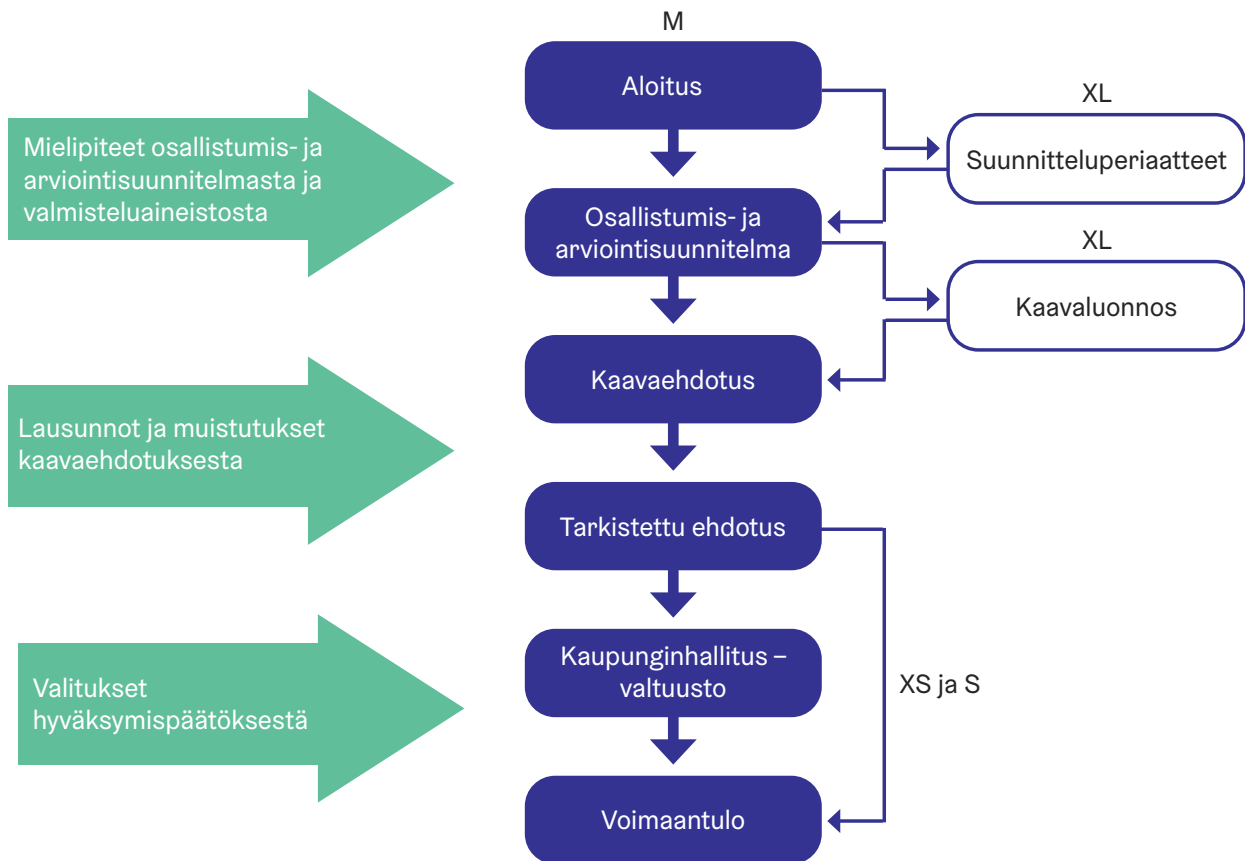 M
Aloitus
XL
Mielipiteet osallistumis- ja
arviointisuunnitelmasta ja
valmisteluaineistosta
Suunnitteluperiaatteet
Osallistumis- ja
arviointisuunnitelma
XL
Kaavaluonnos
Kaavaehdotus
Lausunnot ja muistutukset
kaavaehdotuksesta
Tarkistettu ehdotus
Kaupunginhallitus –
valtuusto
XS ja S
Valitukset
hyväksymispäätöksestä
Voimaantulo